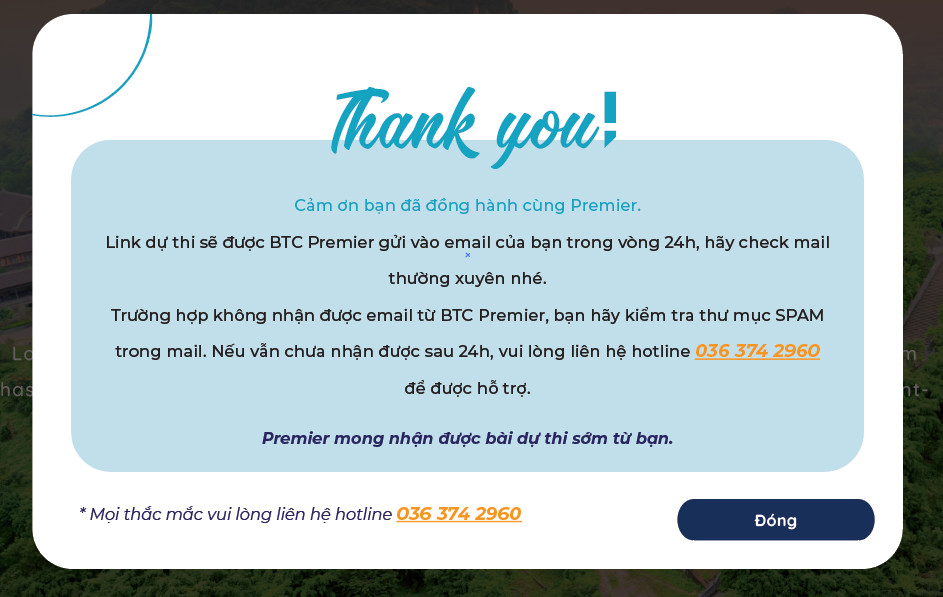 Thank you!
Cảm ơn bạn đã đồng hành cùng Premier.
Link dự thi sẽ được BTC Premier gửi vào email của bạn trong vòng 24h, hãy check mail
thường xuyên nhé.
Trường hợp không nhận được email từ BTC Premier, bạn hãy kiểm tra thư mục SPAM
trong mail. Nếu vẫn chưa nhận được sau 24h, vui lòng liên hệ hotline 036 374 2960
để được hỗ trợ.
Premier mong nhận được bài dự thi sớm từ bạn.
* Mọi thắc mắc vui lòng liên hệ hotline 036 374 2960
Đóng